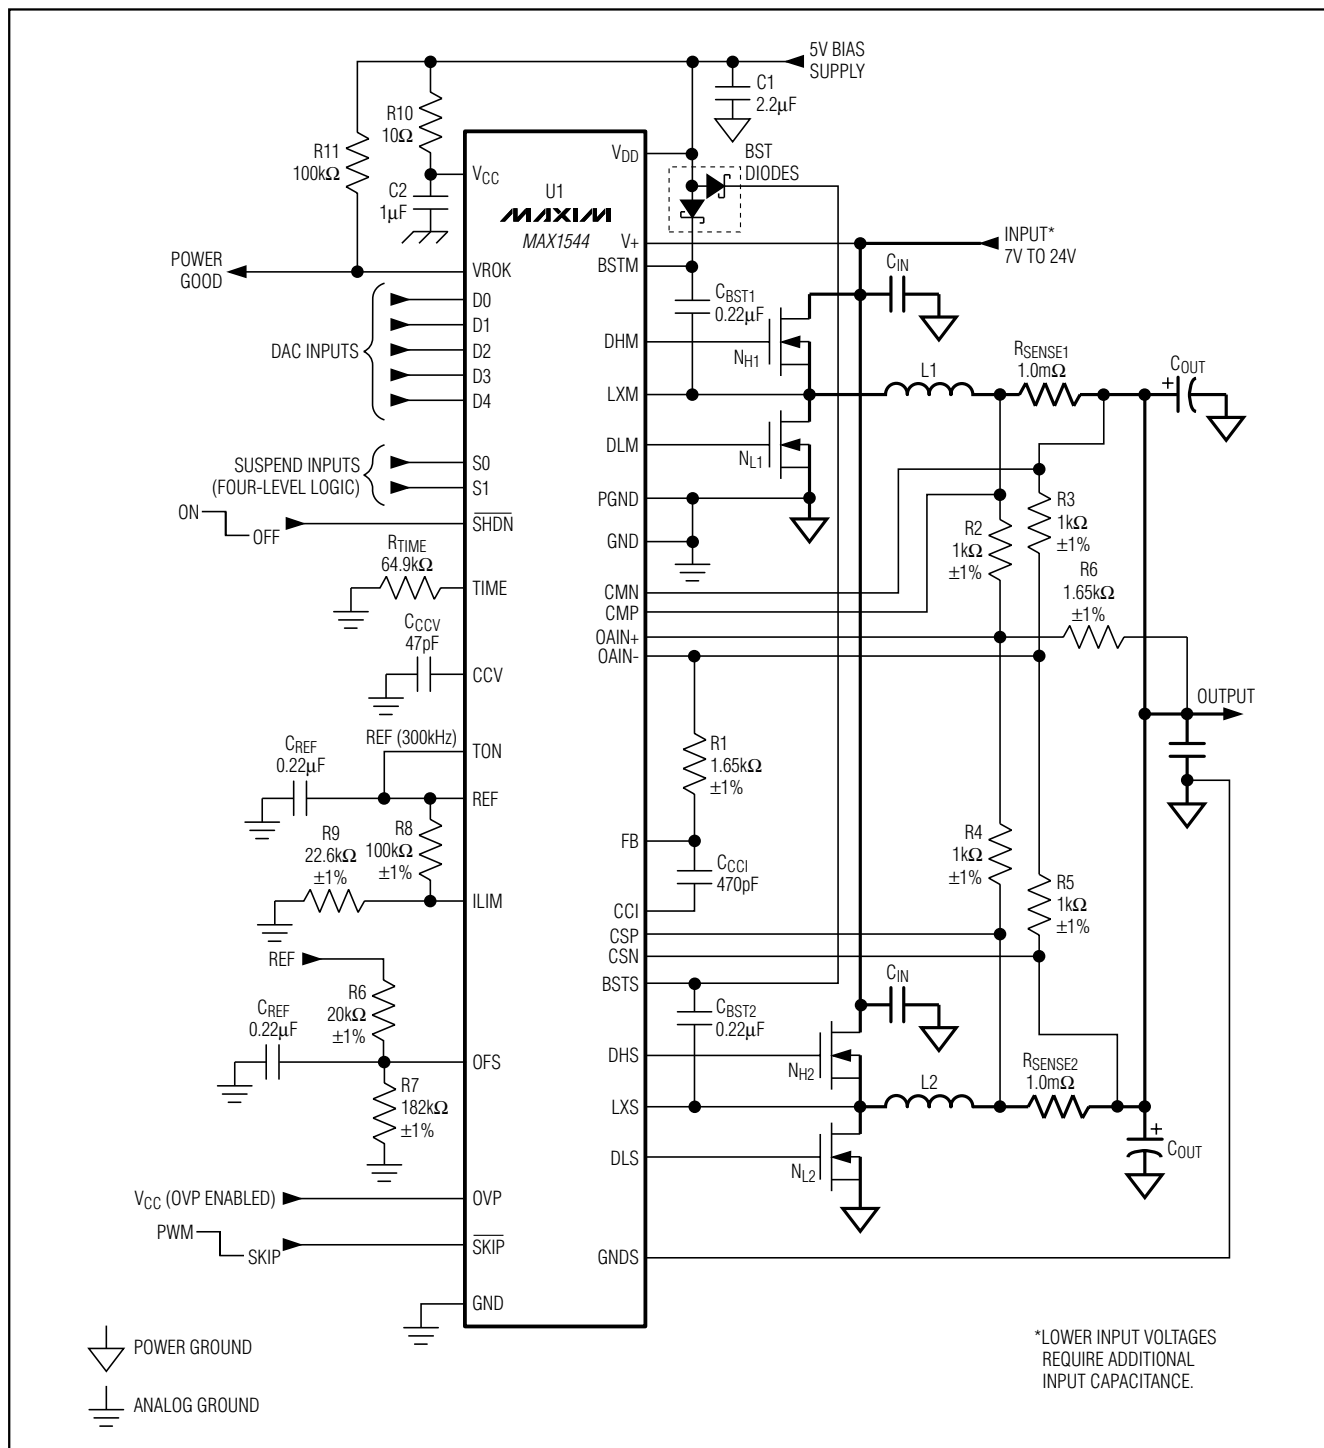 5V BIAS
SUPPLY
C1
2.2µF
R10
10Ω
R11
100kΩ
C2
1µF
VCC
U1
MAXIM
MAX1544
VDD
BST
DIODES
V+
INPUT*
7V TO 24V
BSTM
POWER
GOOD
VROK
CIN
CBST1
0.22µF
DAC INPUTS
D0
D1
D2
D3
D4
DHM
NH1
LXM
L1
RSENSE1
1.0mΩ
+
COUT
DLM
NL1
SUSPEND INPUTS
(FOUR-LEVEL LOGIC)
S0
S1
PGND
ON
OFF
SHDN
GND
R2
1kΩ
±1%
R3
1kΩ
±1%
R6
1.65kΩ
±1%
RTIME
64.9kΩ
TIME
CMN
CMP
OAIN+
OAIN-
CCCV
47pF
CCV
OUTPUT
REF (300kHz)
TON
CREF
0.22µF
REF
R1
1.65kΩ
±1%
R9
22.6kΩ
±1%
R8
100kΩ
±1%
ILIM
FB
CCCI
470pF
CCI
R4
1kΩ
±1%
R5
1kΩ
±1%
CSP
CSN
REF
BSTS
CIN
R6
20kΩ
±1%
CREF
0.22µF
OFS
CBST2
0.22µF
DHS
NH2
R7
182kΩ
±1%
LXS
L2
RSENSE2
1.0mΩ
DLS
NL2
+
COUT
VCC (OVP ENABLED)
OVP
PWM
SKIP
SKIP
GNDS
GND
POWER GROUND
ANALOG GROUND
*LOWER INPUT VOLTAGES
REQUIRE ADDITIONAL
INPUT CAPACITANCE.